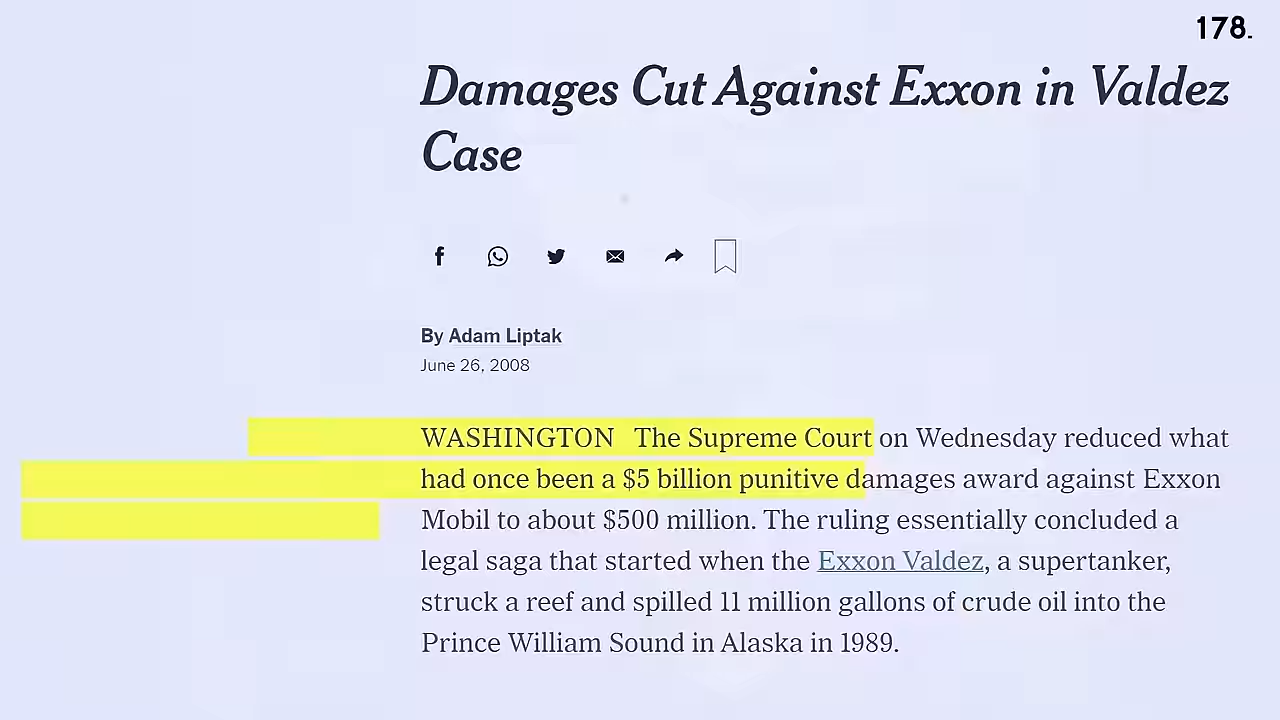 178.
Damages Cut Against Exxon in Valdez
Case
By Adam Liptak
June 26, 2008
WASHINGTON The Supreme Court on Wednesday reduced what
had once been a $5 billion punitive damages award against Exxon
Mobil to about $500 million. The ruling essentially concluded a
legal saga that started when the Exxon Valdez, a supertanker,
struck a reef and spilled 11 million gallons of crude oil into the
Prince William Sound in Alaska in 1989.